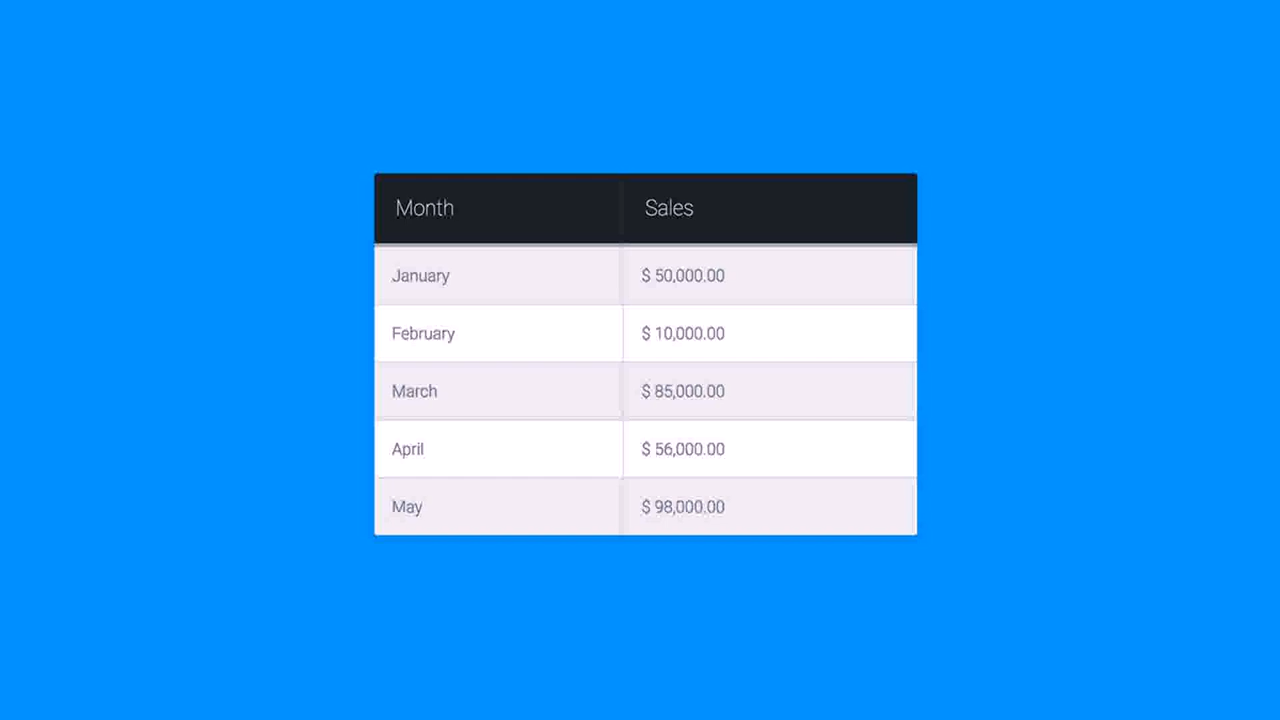 Month Sales
January $ 50,000.00
February $ 10,000.00
March $ 85,000.00
April $ 56,000.00
May $ 98,000.00